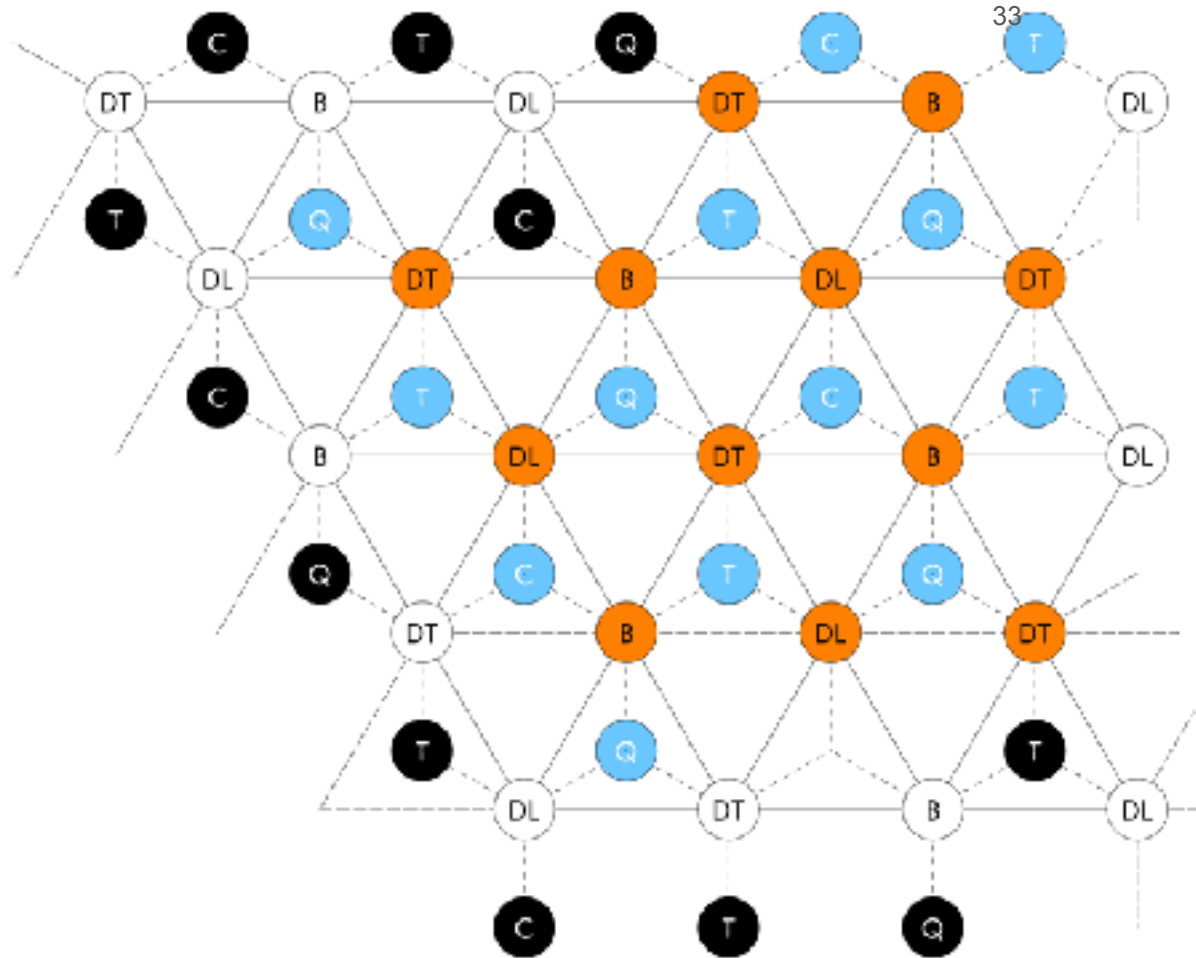 33
C T Q C T
DT B DL DT B DL
T Q C T Q
DL DT B DL DT
C T Q C T
B DL DT B DL
Q C T Q
DT B DL DT
T Q T
DL DT B DL
C T Q